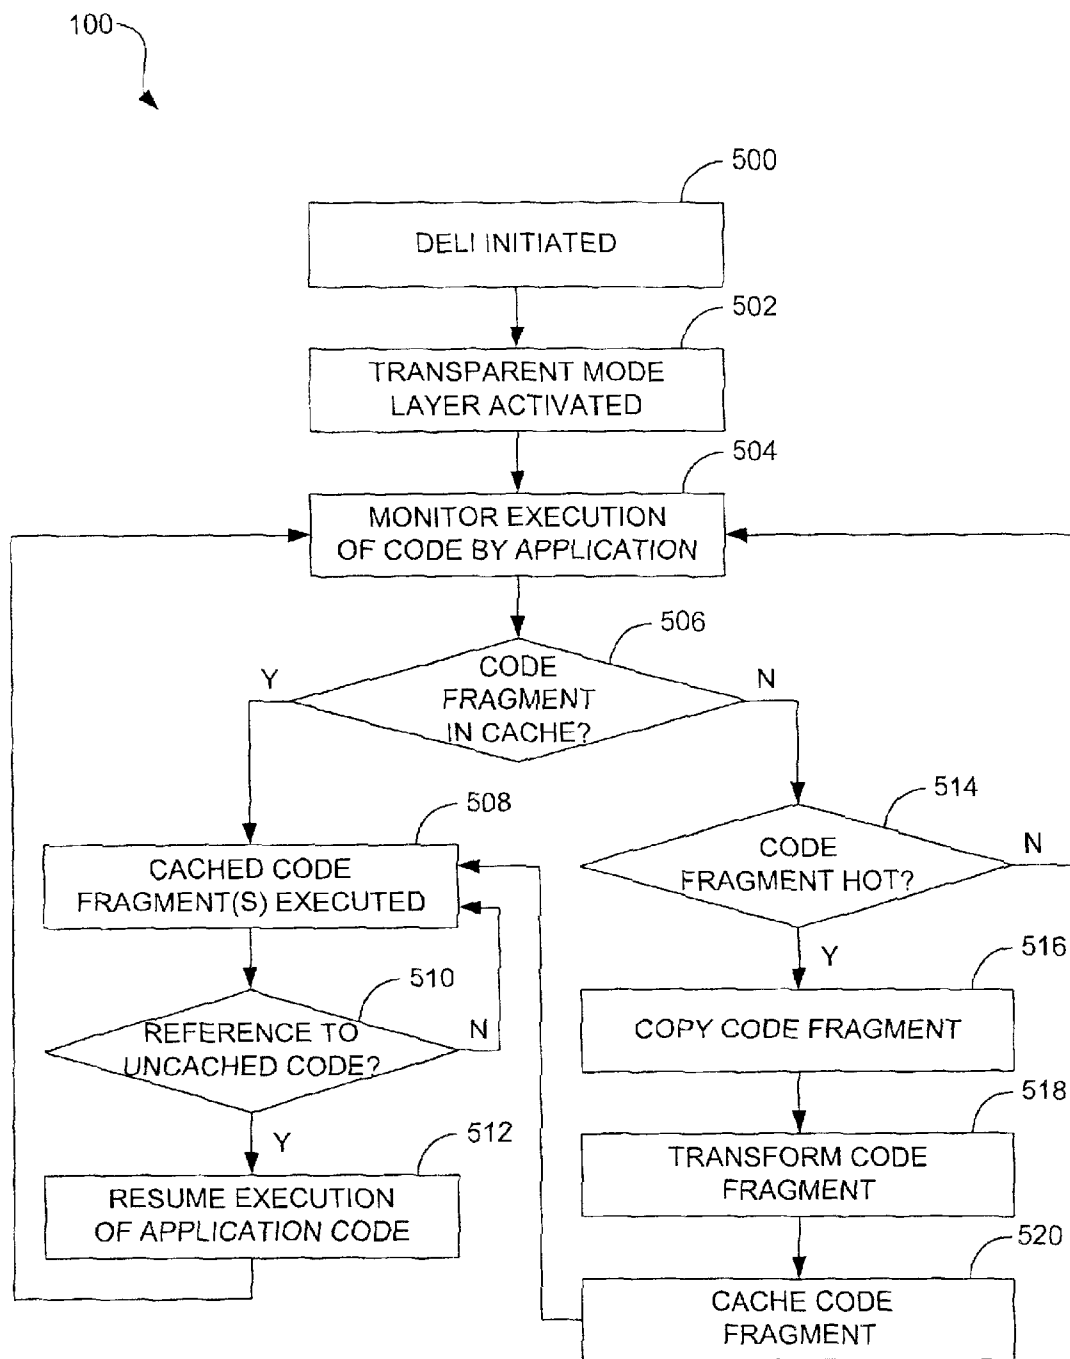 100
500
DELI INITIATED
502
TRANSPARENT MODE
LAYER ACTIVATED
504
MONITOR EXECUTION
OF CODE BY APPLICATION
506
Y
CODE
FRAGMENT
IN CACHE?
N
508
CACHED CODE
FRAGMENT(S) EXECUTED
514
CODE
FRAGMENT HOT?
N
Y
510
REFERENCE TO
UNCACHED CODE?
N
Y
516
COPY CODE FRAGMENT
512
RESUME EXECUTION
OF APPLICATION CODE
518
TRANSFORM CODE
FRAGMENT
520
CACHE CODE
FRAGMENT